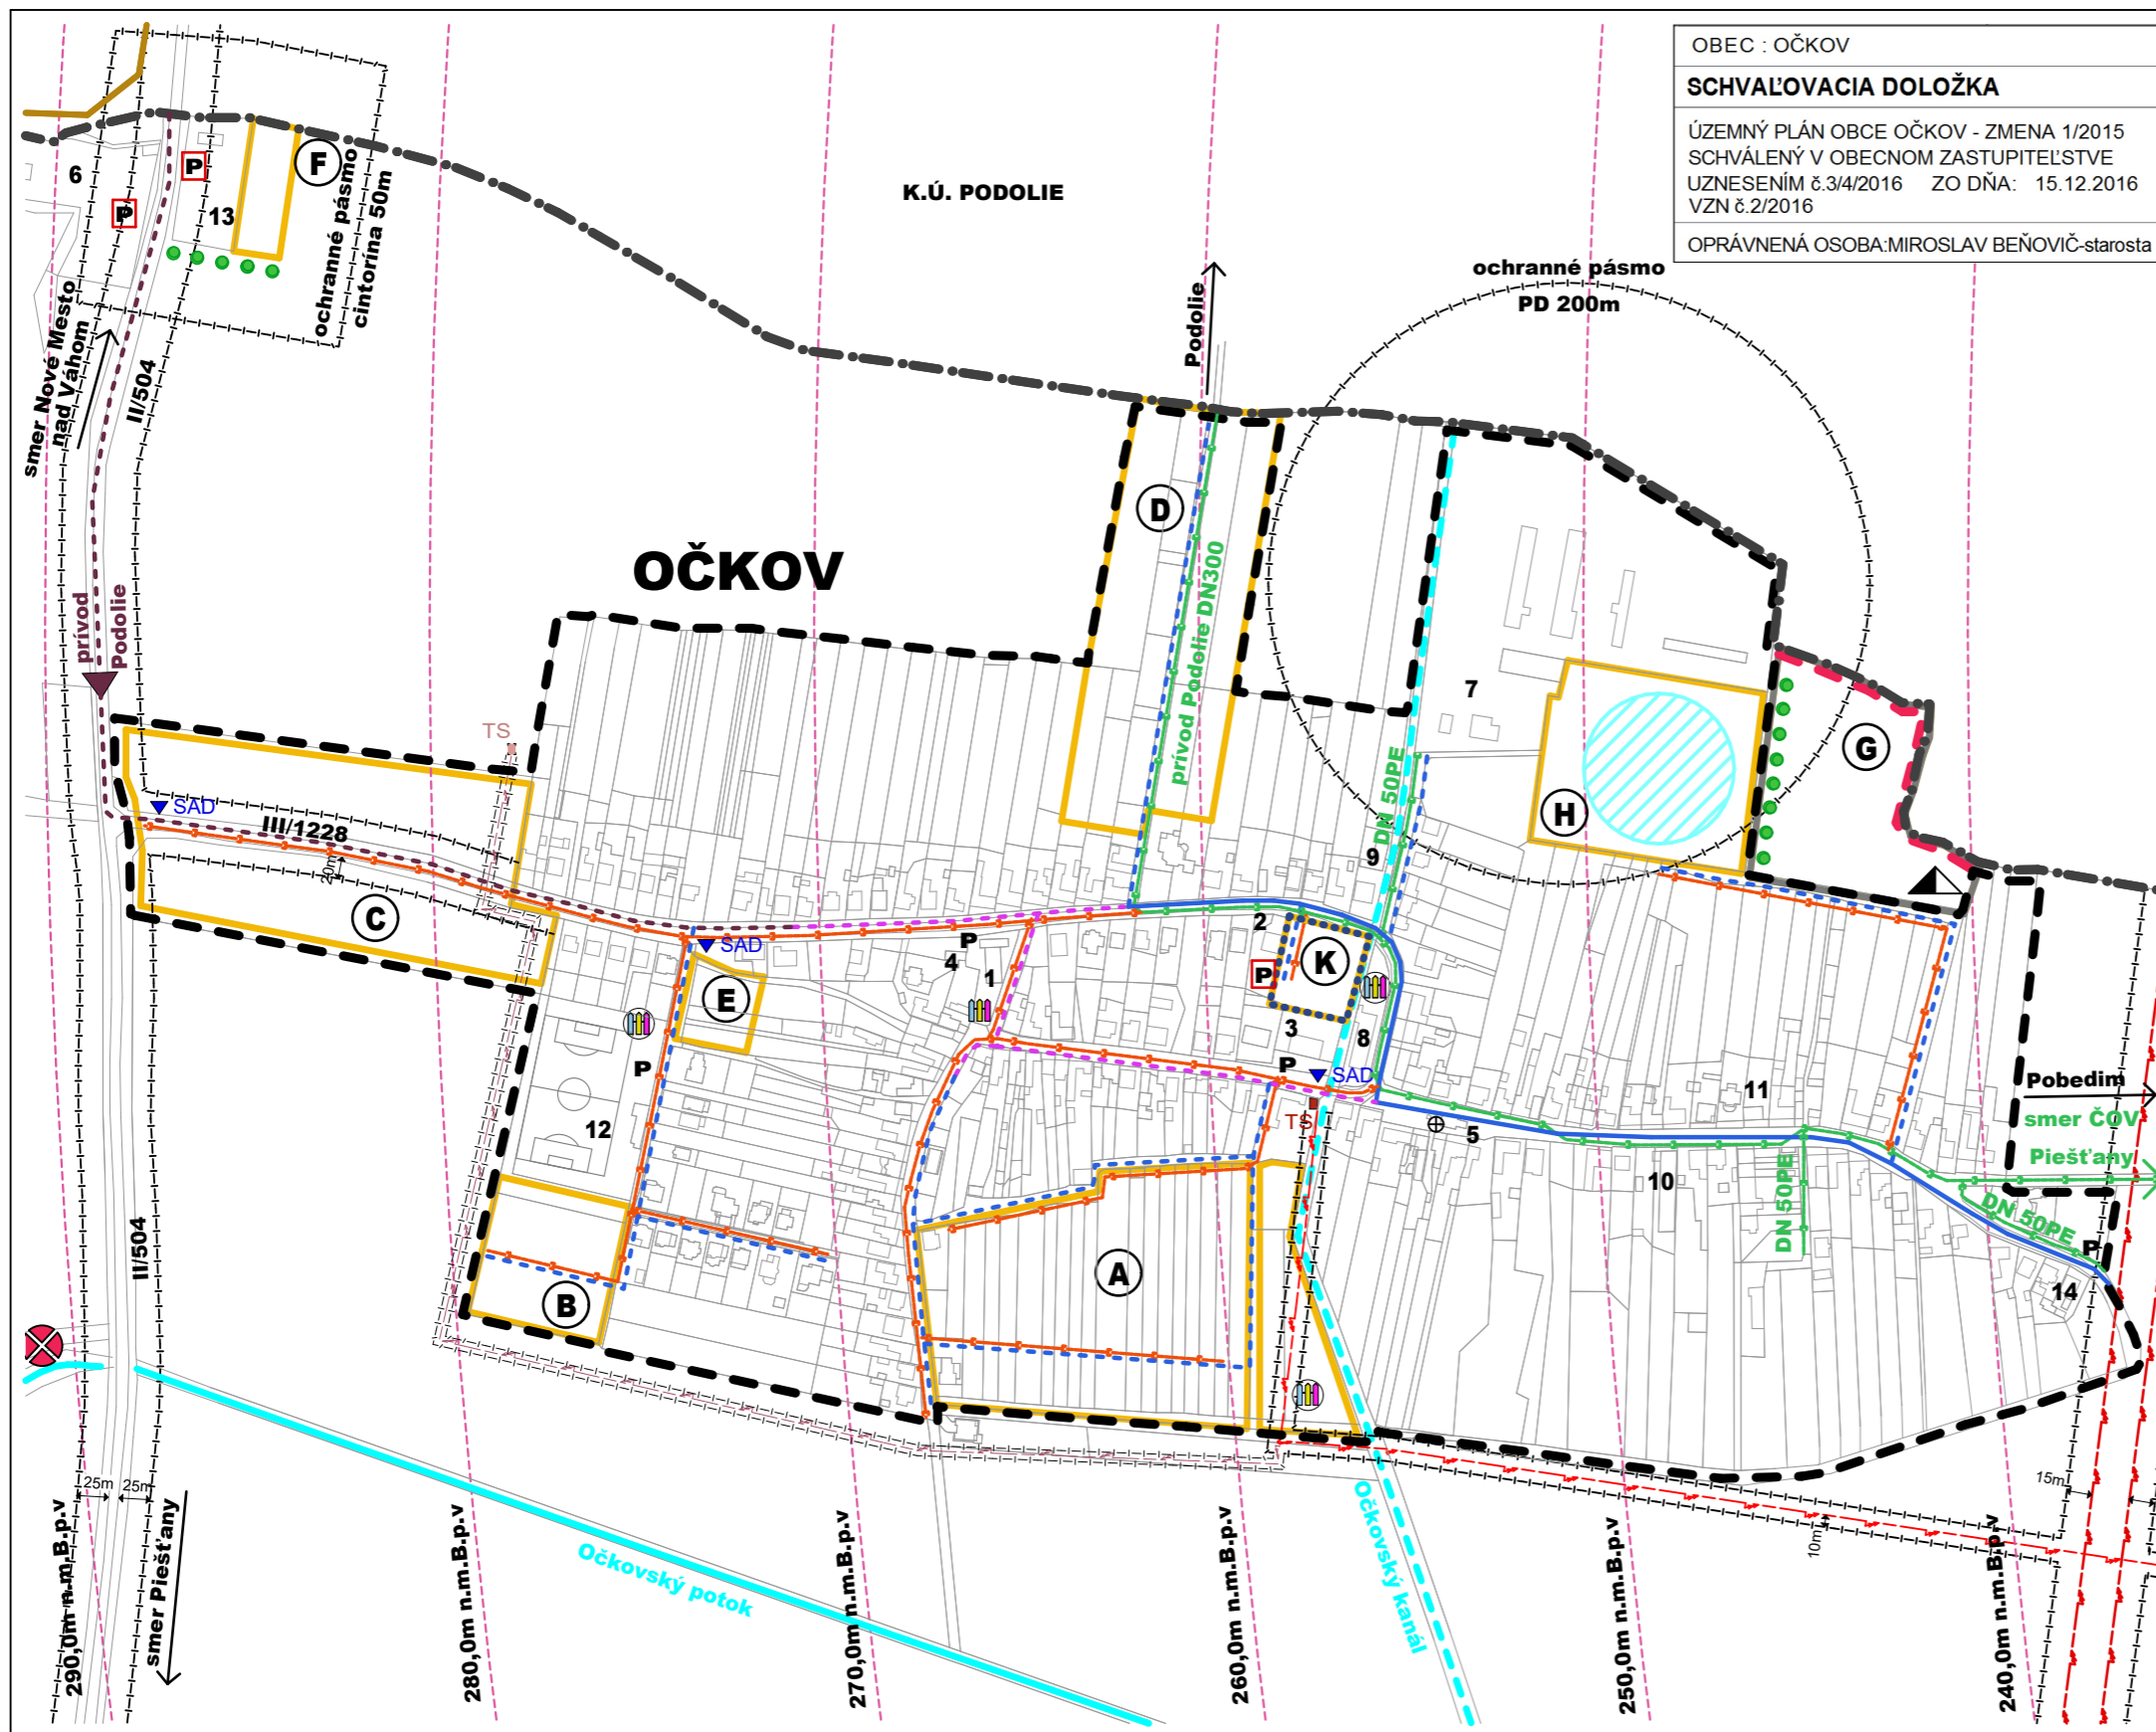 OBEC : OČKOV
SCHVAĽOVACIA DOLOŽKA
ÚZEMNÝ PLÁN OBCE OČKOV - ZMENA 1/2015
SCHVÁLENÝ V OBECNOM ZASTUPITEĽSTVE
UZNESENÍM č.3/4/2016 ZO DŇA: 15.12.2016
VZN č.2/2016
OPRÁVNENÁ OSOBA:MIROSLAV BEŇOVIČ-starosta
6
P
P
13
F
ochranné pásmo
cintorína 50m
K.Ú. PODOLIE
smer Nové Mesto
nad Váhom
II/504
Podolie
ochranné pásmo
PD 200m
D
OČKOV
prívod
Podolie
prívod Podolie DN300
7
G
TS
SAD
III/1228
20m
C
DN 50PE
9
H
2
SAD
P
4
1
E
P
K
3
8
P
SAD
TS
P
12
5
11
10
Pobedim
smer ČOV
Piešťany
DN 50PE
DN 50PE
P
14
II/504
A
B
25m
25m
smer Piešťany
Očkovský potok
Očkovský kanál
15m
10m
290,0m n.m.B.p.v
280,0m n.m.B.p.v
270,0m n.m.B.p.v
260,0m n.m.B.p.v
250,0m n.m.B.p.v
240,0m n.m.B.p.v